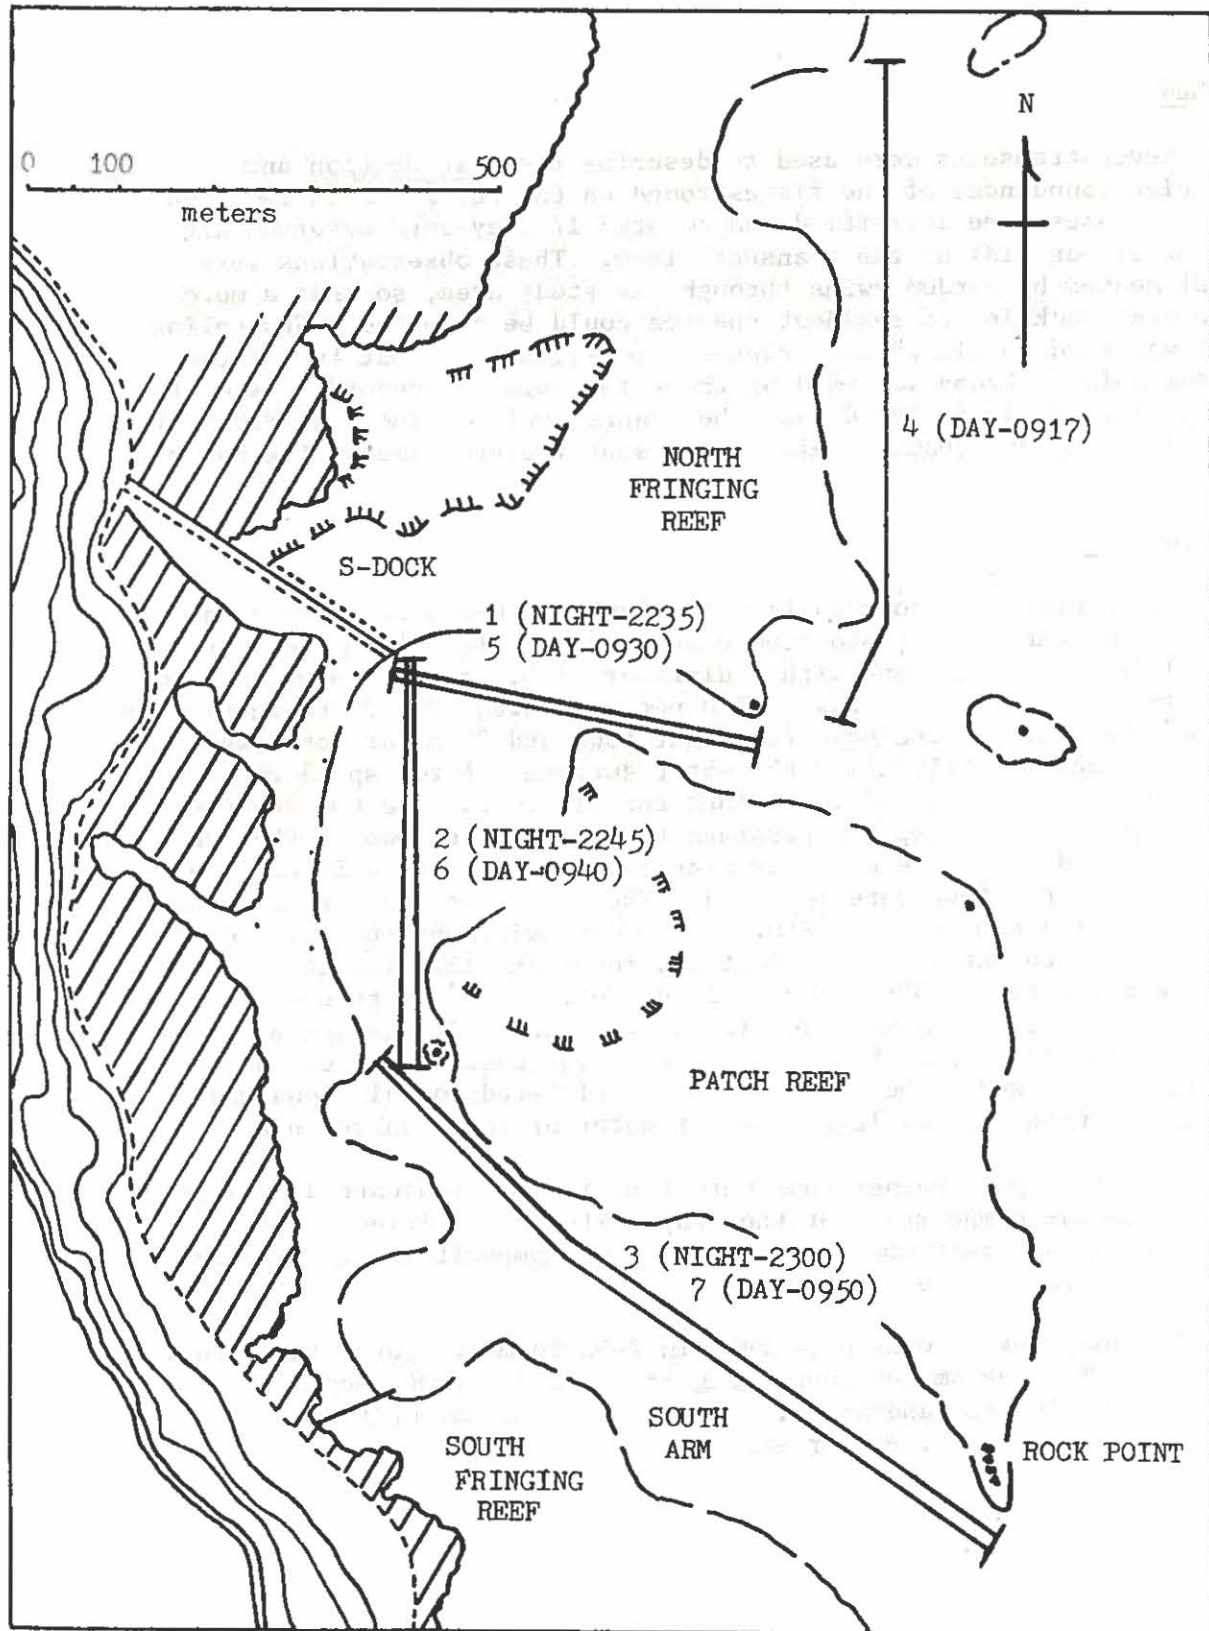 N
0 100 500
meters
4 (DAY-0917)
NORTH
FRINGING
REEF
S-DOCK
1 (NIGHT-2235)
5 (DAY-0930)
2 (NIGHT-2245)
6 (DAY-0940)
PATCH REEF
3 (NIGHT-2300)
7 (DAY-0950)
SOUTH
ARM
ROCK POINT
SOUTH
FRINGING
REEF